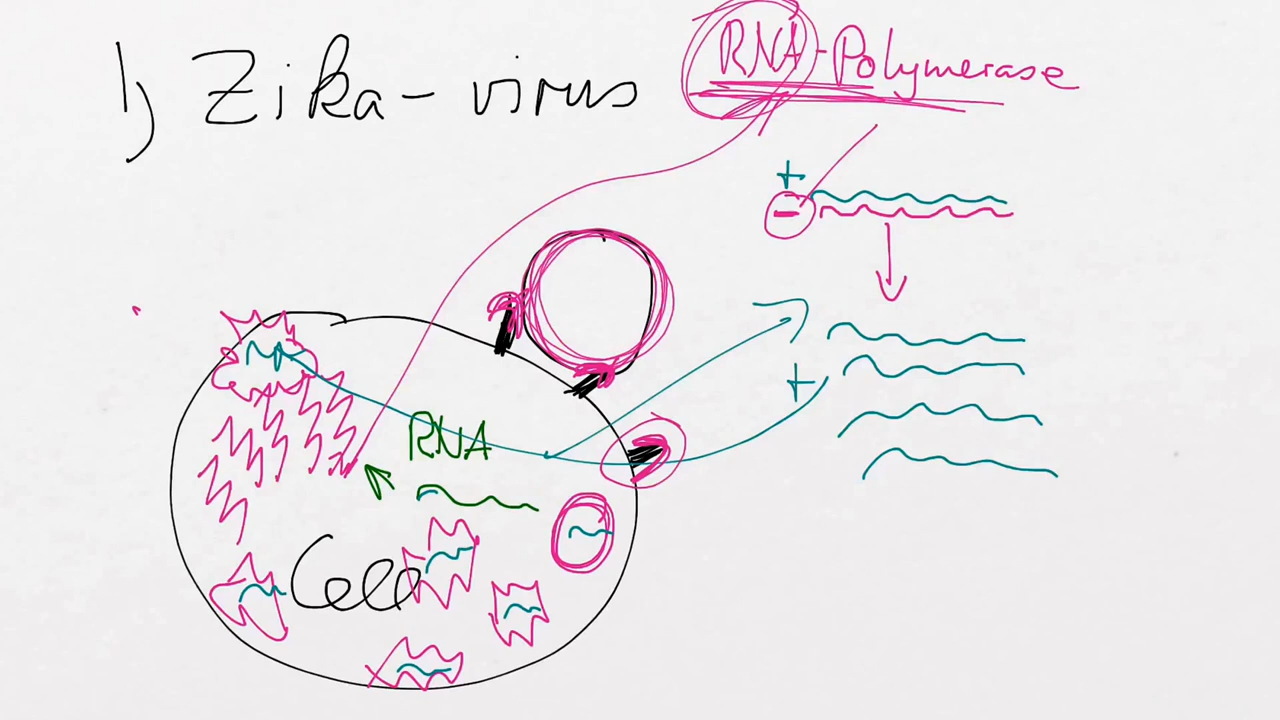 1) Zika-virus
RNA-Polymerase
+
-
+
RNA
Cell